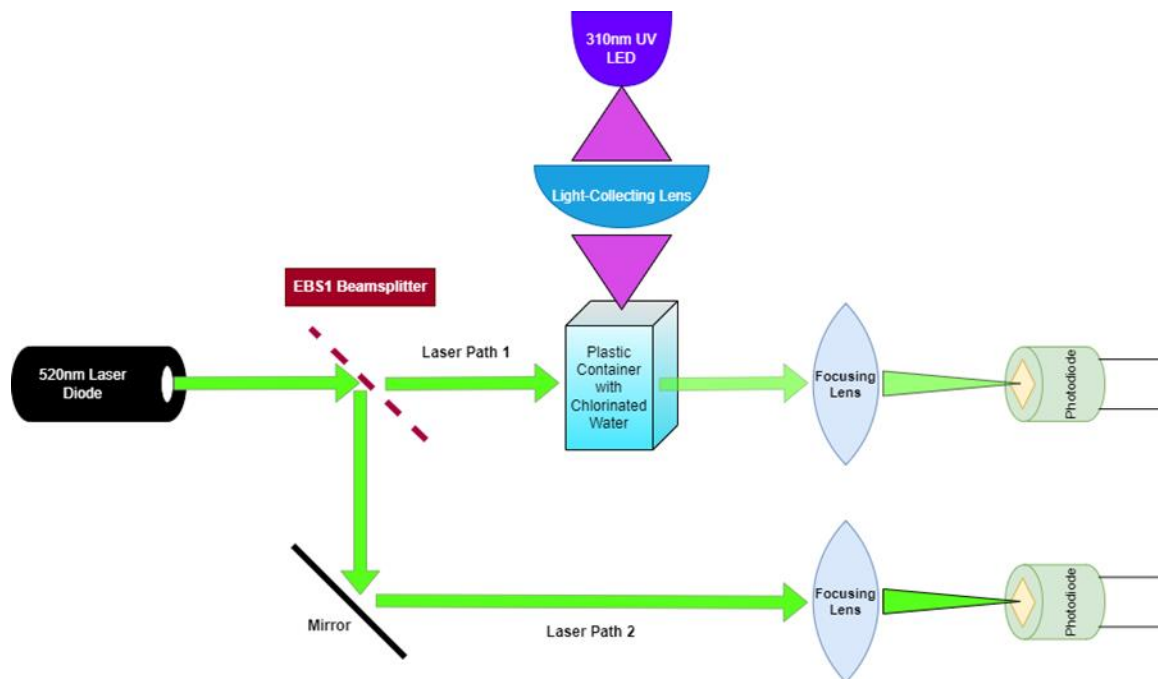 310nm UV
LED
Light-Collecting Lens
EBS1 Beamsplitter
Laser Path 1
520nm Laser
Diode
Plastic
Container
with
Chlorinated
Water
Focusing
Lens
Photodiode
Mirror
Laser Path 2
Focusing
Lens
Photodiode